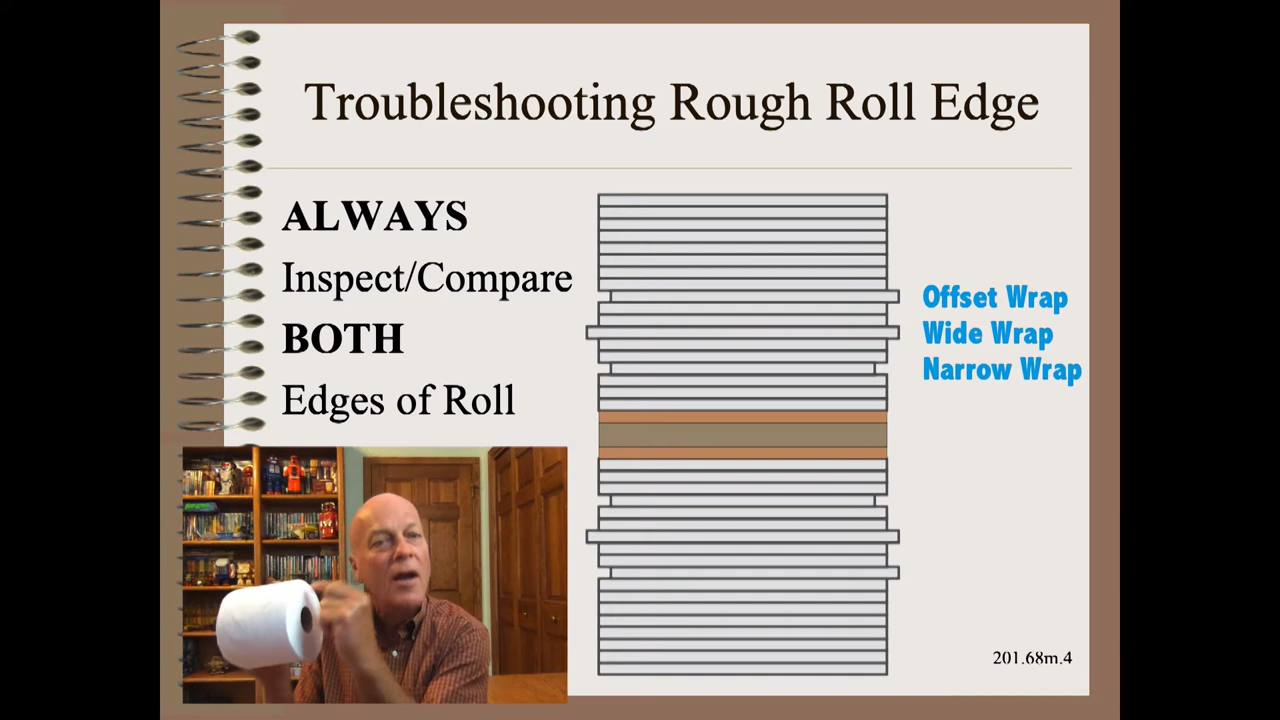 Troubleshooting Rough Roll Edge
ALWAYS
Inspect/Compare
BOTH
Edges of Roll
Offset Wrap
Wide Wrap
Narrow Wrap
201.68m.4